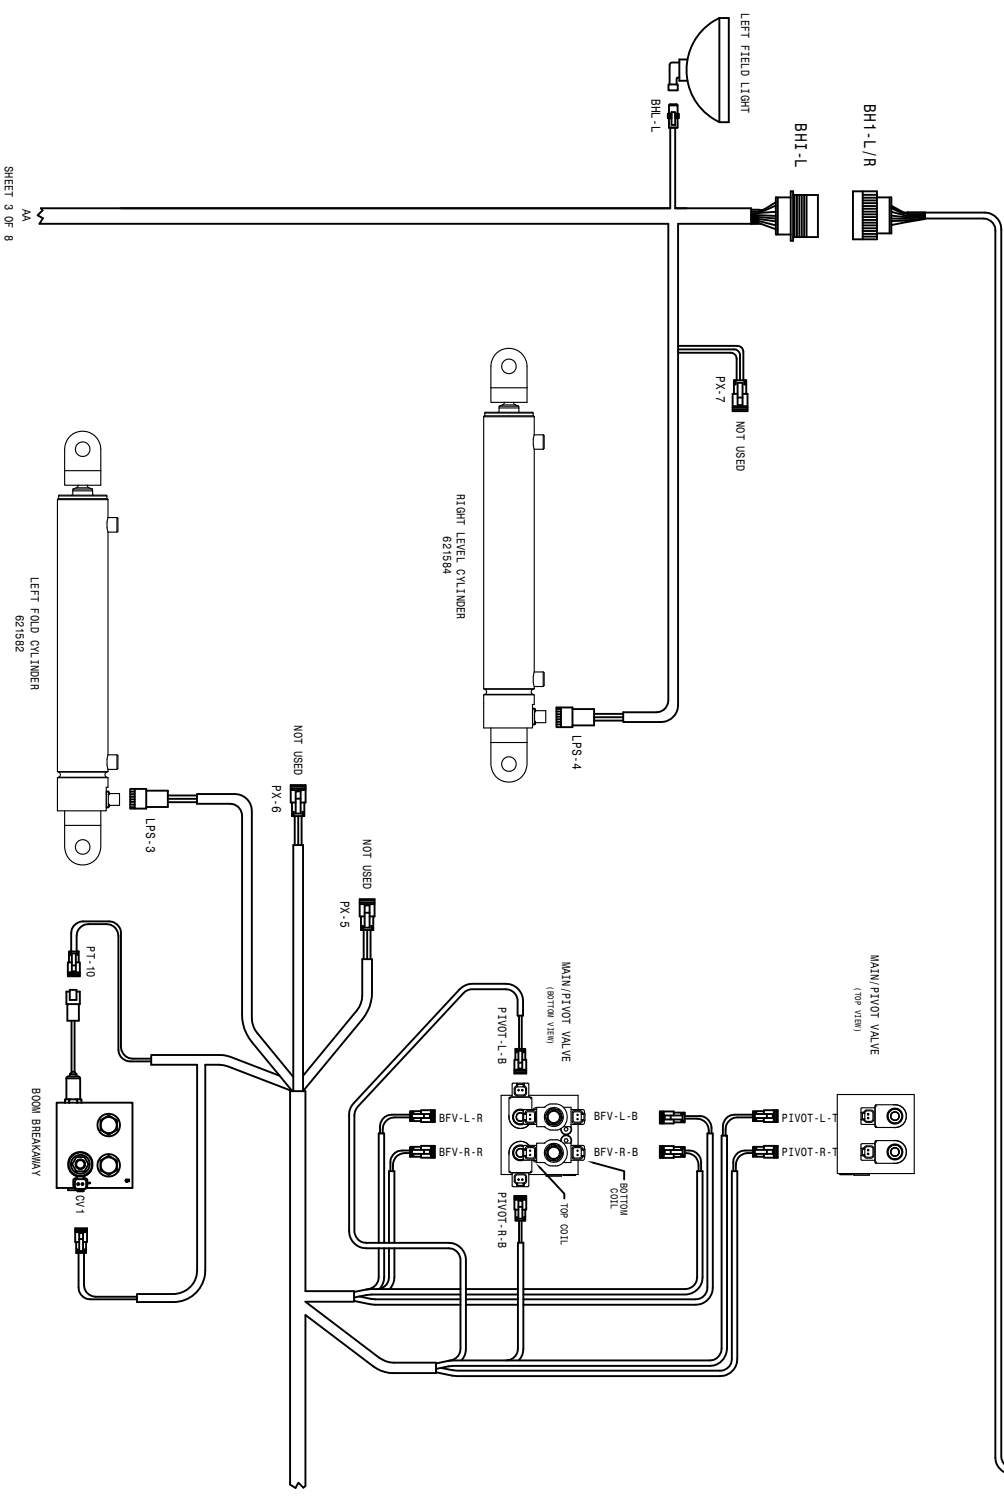 LEFT FIELD LIGHT
BHL-L
BHI-L
BH1-L/R
AA
SHEET 3 OF 8
PX-7
NOT USED
RIGHT LEVEL CYLINDER
621584
LPS-4
LEFT FOLD CYLINDER
621582
LPS-3
NOT USED
PX-6
NOT USED
PX-5
PT-10
BOOM BREAKAWAY
CV1
MAIN/PIVOT VALVE
(BOTTOM VIEW)
PIVOT-L-B
BFV-L-R
BFV-R-R
BFV-L-B
BFV-R-B
BOTTOM
COIL
TOP COIL
PIVOT-R-B
MAIN/PIVOT VALVE
(TOP VIEW)
PIVOT-L-T
PIVOT-R-T